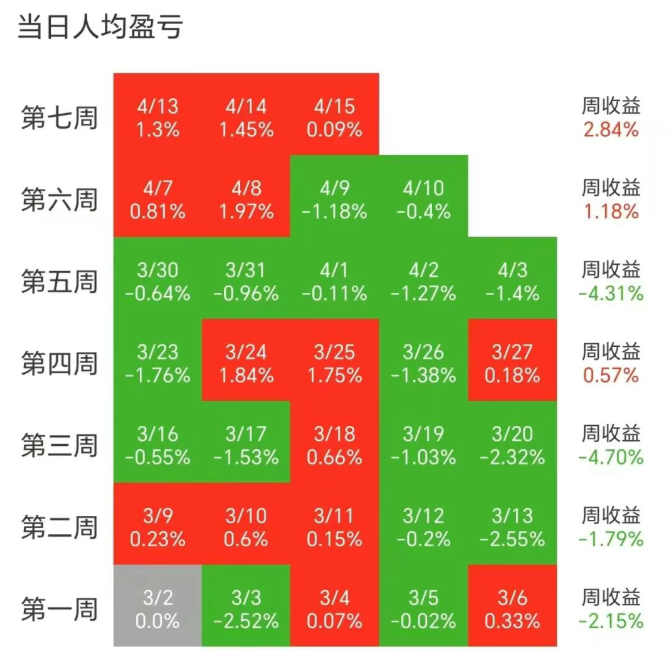 当日人均盈亏
第七周
4/13 4/14 4/15
1.3% 1.45% 0.09%
周收益
2.84%
第六周
4/7 4/8 4/9 4/10
0.81% 1.97% -1.18% -0.4%
周收益
1.18%
第五周
3/30 3/31 4/1 4/2 4/3
-0.64% -0.96% -0.11% -1.27% -1.4%
周收益
-4.31%
第四周
3/23 3/24 3/25 3/26 3/27
-1.76% 1.84% 1.75% -1.38% 0.18%
周收益
0.57%
第三周
3/16 3/17 3/18 3/19 3/20
-0.55% -1.53% 0.66% -1.03% -2.32%
周收益
-4.70%
第二周
3/9 3/10 3/11 3/12 3/13
0.23% 0.6% 0.15% -0.2% -2.55%
周收益
-1.79%
第一周
3/2 3/3 3/4 3/5 3/6
0.0% -2.52% 0.07% -0.02% 0.33%
周收益
-2.15%